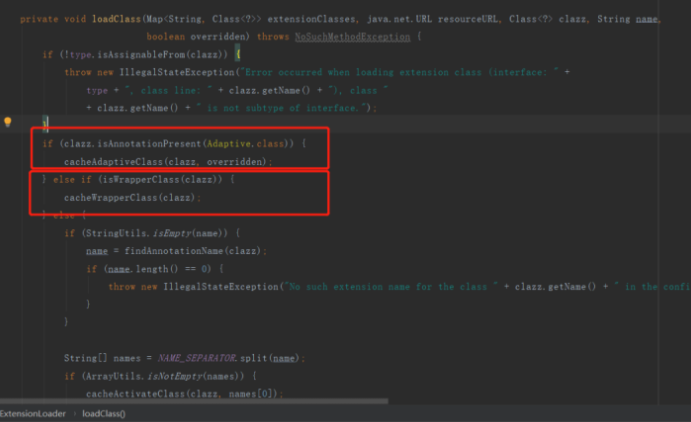 private void loadClass(Map<String, Class<?>> extensionClasses, java.net.URL resourceURL, Class<?> clazz, String name,
boolean overridden) throws NoSuchMethodException {
if (!type.isAssignableFrom(clazz)) {
throw new IllegalStateException("Error occurred when loading extension class (interface: " +
type + ", class line: " + clazz.getName() + "), class "
+ clazz.getName() + " is not subtype of interface.");
}
if (clazz.isAnnotationPresent(Adaptive.class)) {
cacheAdaptiveClass(clazz, overridden);
} else if (isWrapperClass(clazz)) {
cacheWrapperClass(clazz);
} else {
if (StringUtils.isEmpty(name)) {
name = findAnnotationName(clazz);
if (name.length() == 0) {
throw new IllegalStateException("No such extension name for the class " + clazz.getName() + " in the confi
}
}
String[] names = NAME_SEPARATOR.split(name);
if (ArrayUtils.isNotEmpty(names)) {
cacheActivateClass(clazz, names[0]);
ExtensionLoader › loadClass()